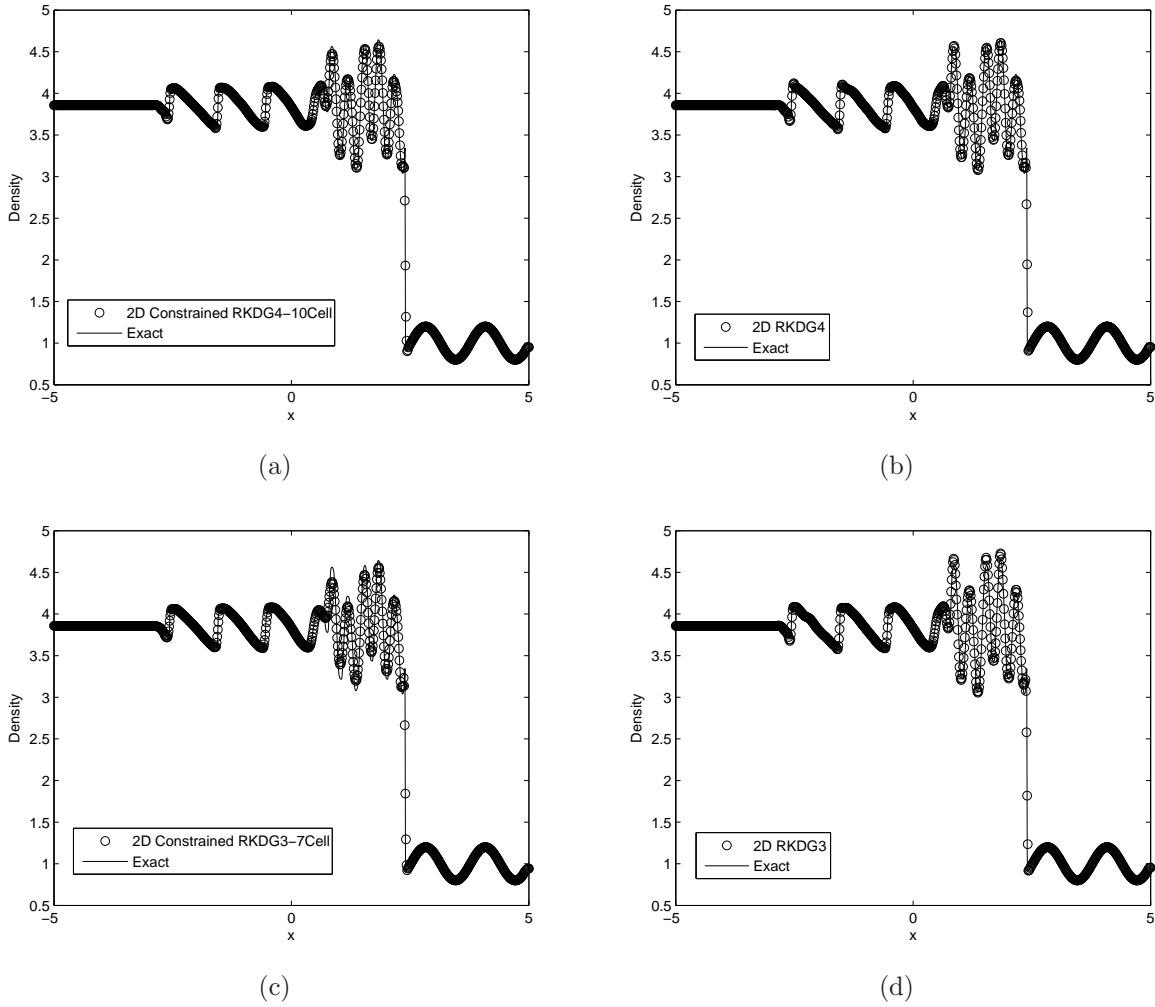 5
4.5
4
3.5
3
2.5
2
1.5
1
0.5
−5
0
5
x
Density
2D Constrained RKDG4−10Cell
Exact
(a)
5
4.5
4
3.5
3
2.5
2
1.5
1
0.5
−5
0
5
x
Density
2D RKDG4
Exact
(b)
5
4.5
4
3.5
3
2.5
2
1.5
1
0.5
−5
0
5
x
Density
2D Constrained RKDG3−7Cell
Exact
(c)
5
4.5
4
3.5
3
2.5
2
1.5
1
0.5
−5
0
5
x
Density
2D RKDG3
Exact
(d)